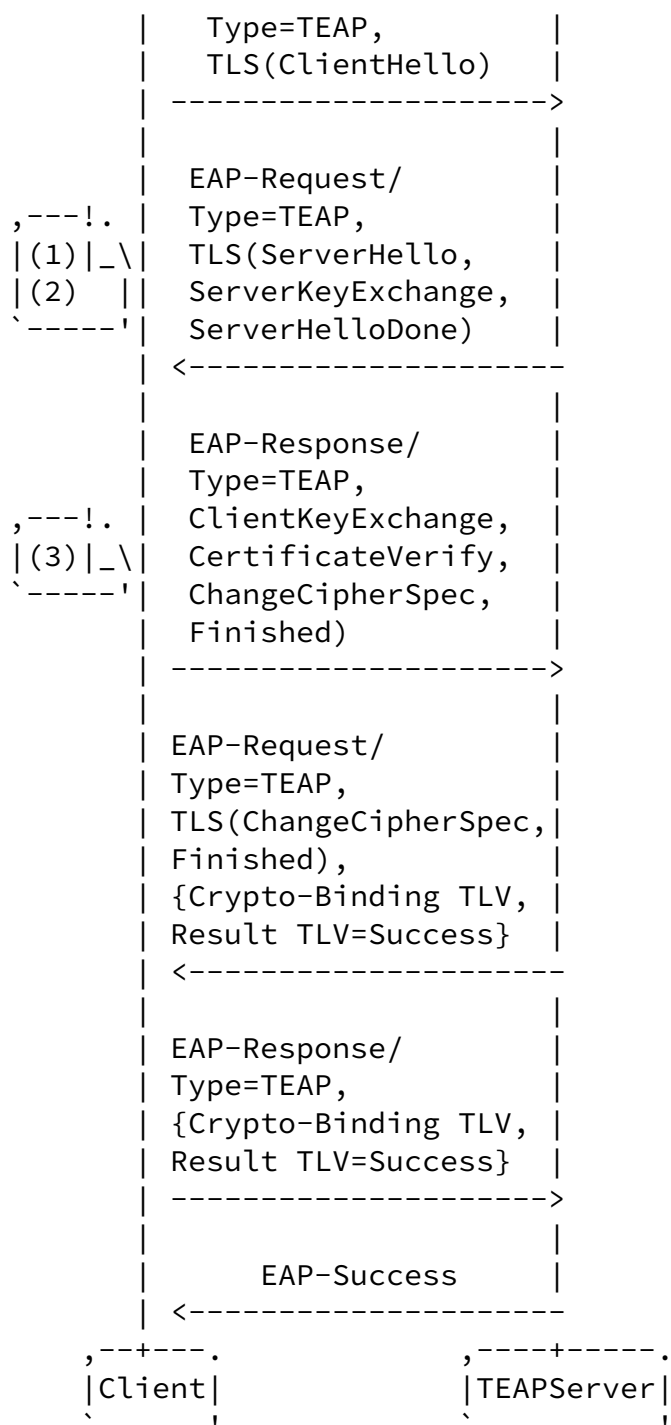 Type=TEAP,
TLS(ClientHello)
EAP-Request/
Type=TEAP,
(1) TLS(ServerHello,
(2) ServerKeyExchange,
ServerHelloDone)
EAP-Response/
Type=TEAP,
ClientKeyExchange,
(3) CertificateVerify,
ChangeCipherSpec,
Finished)
EAP-Request/
Type=TEAP,
TLS(ChangeCipherSpec,
Finished),
{Crypto-Binding TLV,
Result TLV=Success}
EAP-Response/
Type=TEAP,
{Crypto-Binding TLV,
Result TLV=Success}
EAP-Success
Client TEAPServer